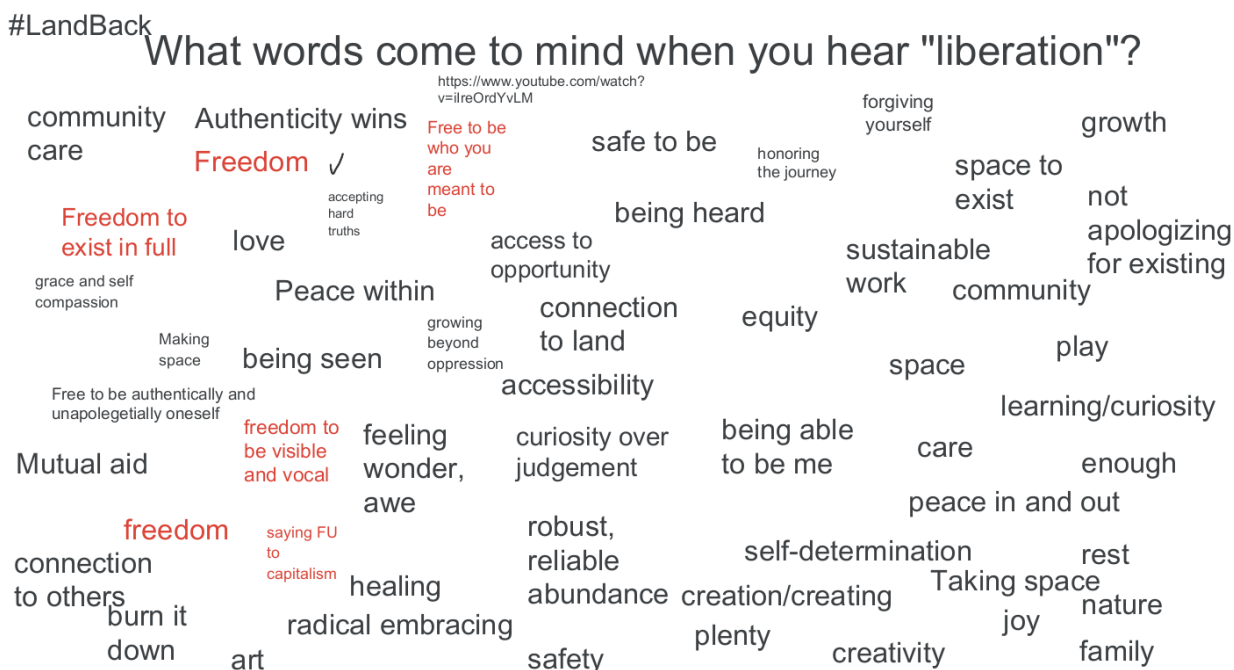 #LandBack
What words come to mind when you hear "liberation"?
https://www.youtube.com/watch?
v=ilreOrdYvLM
community
care
Authenticity wins
Freedom ✓
Free to be
who you
are
meant to
be
safe to be
forgiving
yourself
growth
honoring
the journey
space to
exist
accepting
hard
truths
Freedom to
exist in full
love
being heard
not
apologizing
for existing
access to
opportunity
sustainable
work
grace and self
compassion
Peace within
community
connection
to land
equity
growing
beyond
oppression
Making
space
being seen
play
space
accessibility
Free to be authentically and
unapolegetially oneself
learning/curiosity
freedom to
be visible
and vocal
feeling
wonder,
awe
curiosity over
judgement
being able
to be me
care
Mutual aid
enough
peace in and out
freedom
saying FU
to
capitalism
robust,
reliable
abundance
self-determination
rest
connection
to others
healing
Taking space
creation/creating
nature
burn it
down
radical embracing
plenty
joy
art
safety
creativity
family